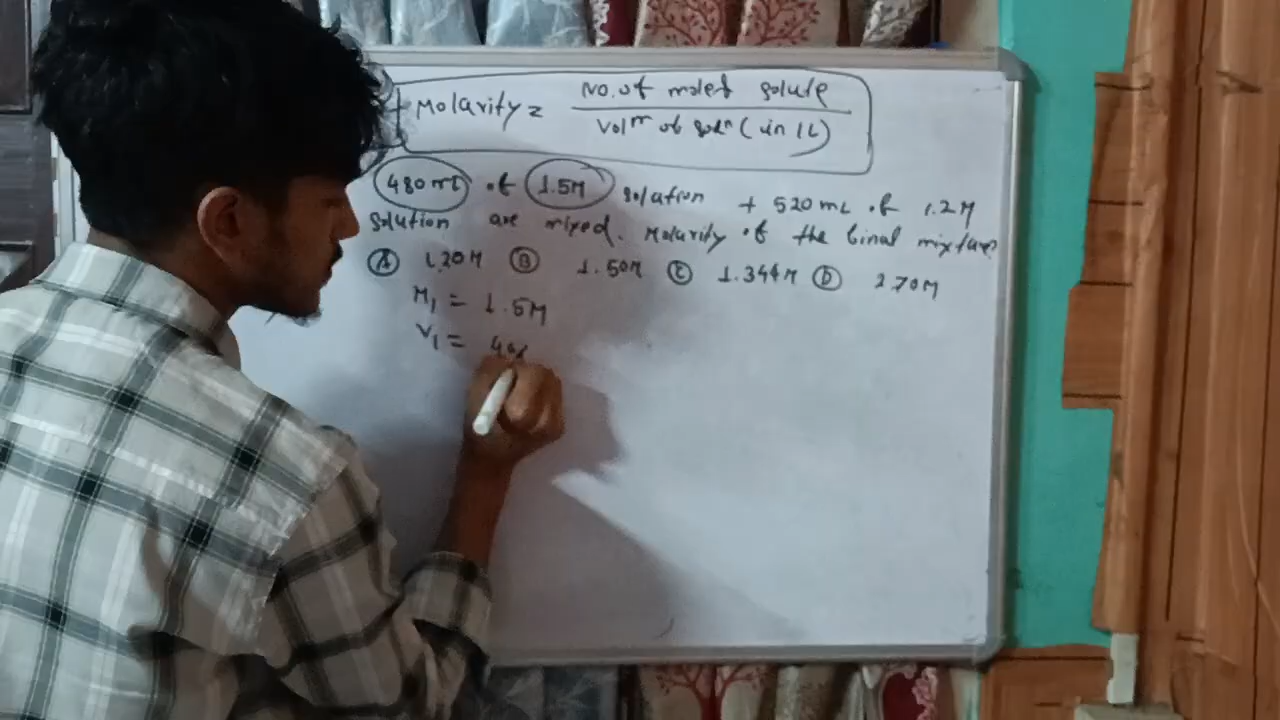 Molarity = No. of moles solute
Volm of soln (in 1L)
480 mL of 1.5M solution + 520 mL of 1.2M
solution are mixed. Molarity of the final mixture
(A) 1.20M (B) 1.50M (C) 1.344M (D) 2.70M
M1 = 1.5M
V1 = 48